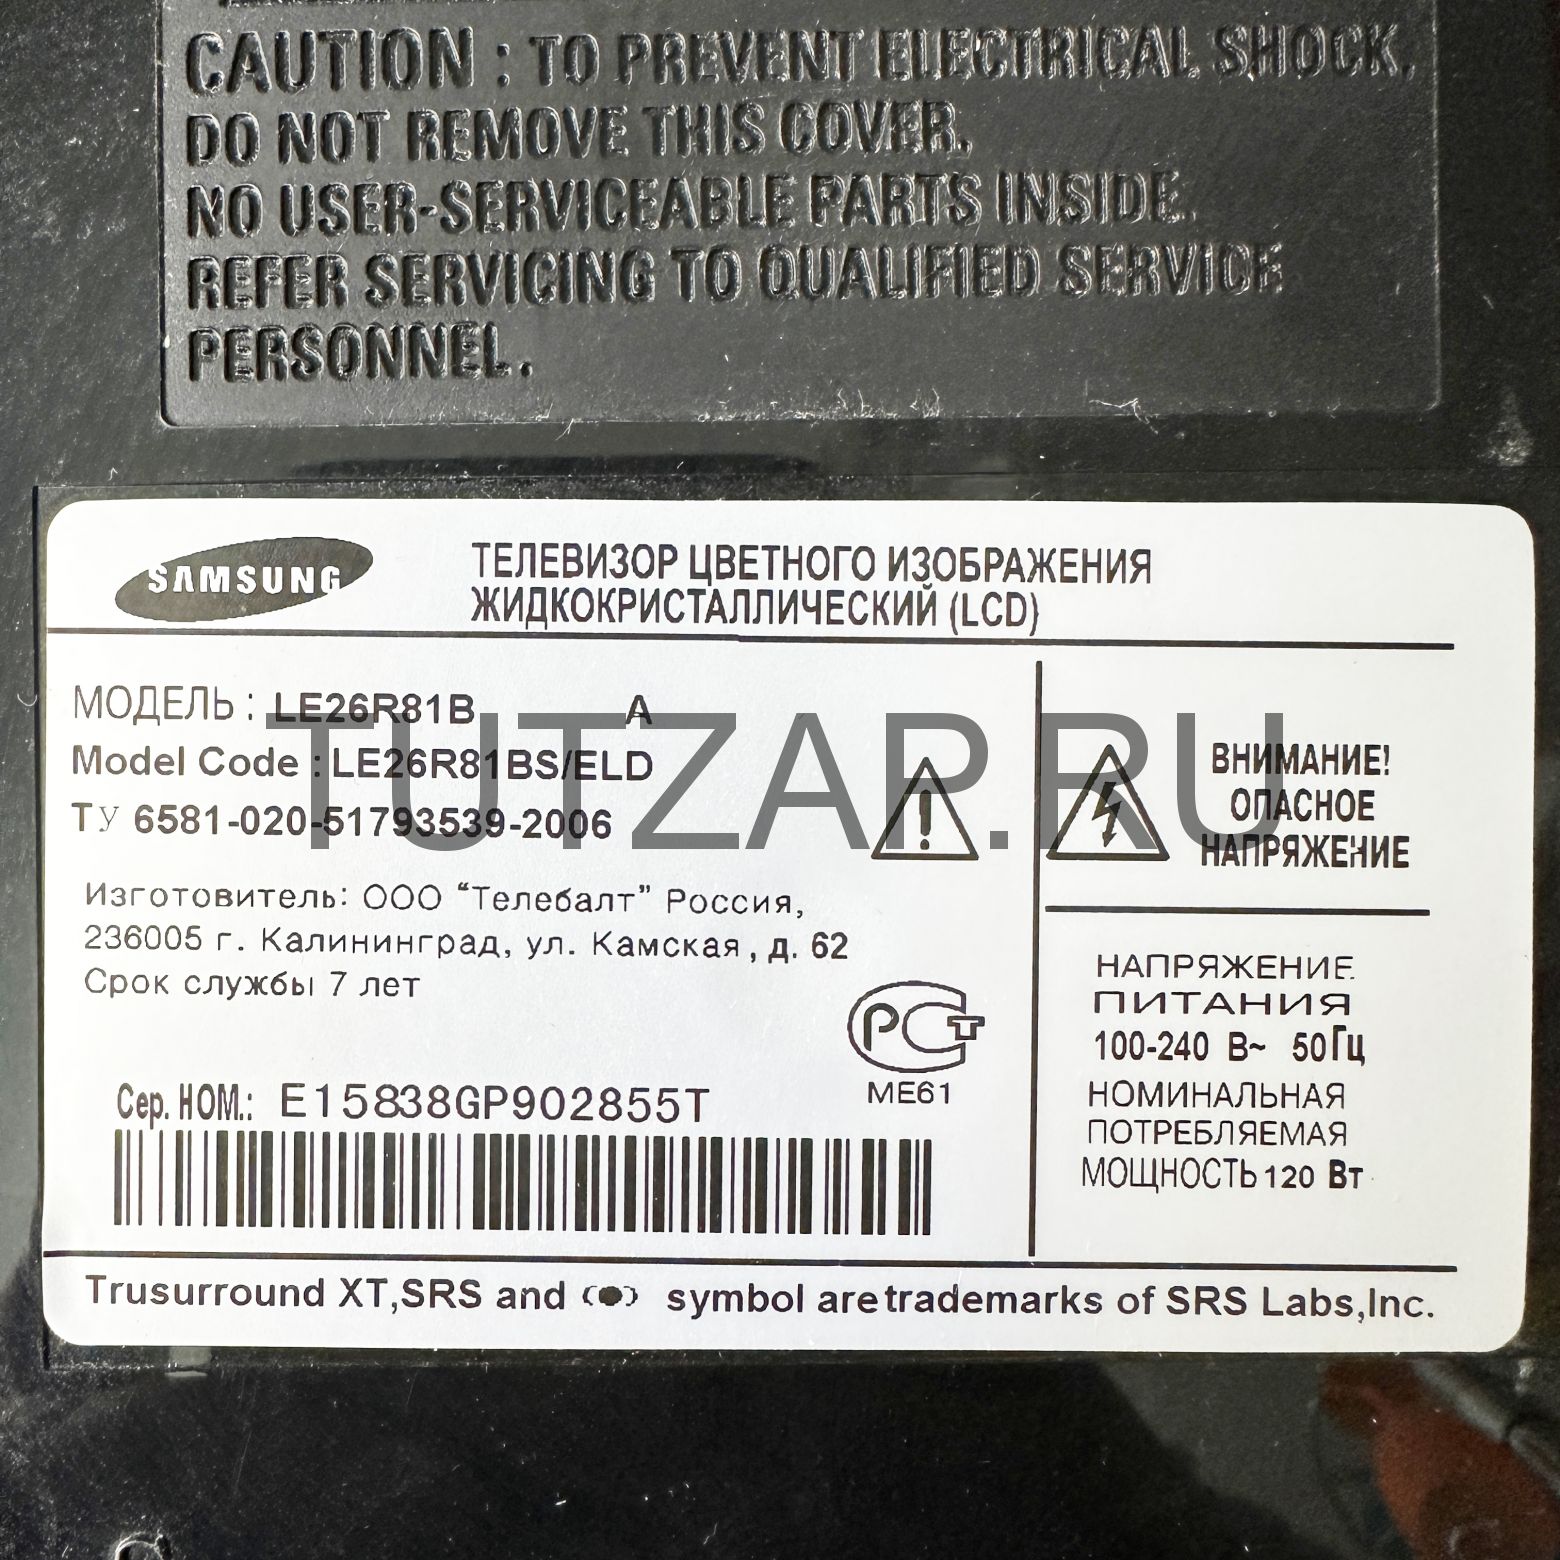 CAUTION : TO PREVENT ELECTRICAL SHOCK,
DO NOT REMOVE THIS COVER.
NO USER-SERVICEABLE PARTS INSIDE.
REFER SERVICING TO QUALIFIED SERVICE
PERSONNEL.
SAMSUNG
ТЕЛЕВИЗОР ЦВЕТНОГО ИЗОБРАЖЕНИЯ
ЖИДКОКРИСТАЛЛИЧЕСКИЙ (LCD)
МОДЕЛЬ : LE26R81B A
Model Code : LE26R81BS/ELD
ТУ 6581-020-51793539-2006
Изготовитель: ООО “Телебалт” Россия,
236005 г. Калининград, ул. Камская , д. 62
Срок службы 7 лет
РСТ
ME61
Сер. НОМ.: E15838GP902855T
ВНИМАНИЕ!
ОПАСНОЕ
НАПРЯЖЕНИЕ
НАПРЯЖЕНИЕ
ПИТАНИЯ
100-240 В~ 50Гц
НОМИНАЛЬНАЯ
ПОТРЕБЛЯЕМАЯ
МОЩНОСТЬ 120 Вт
Trusurround XT,SRS and (●) symbol are trademarks of SRS Labs,Inc.
TUTZAP.RU